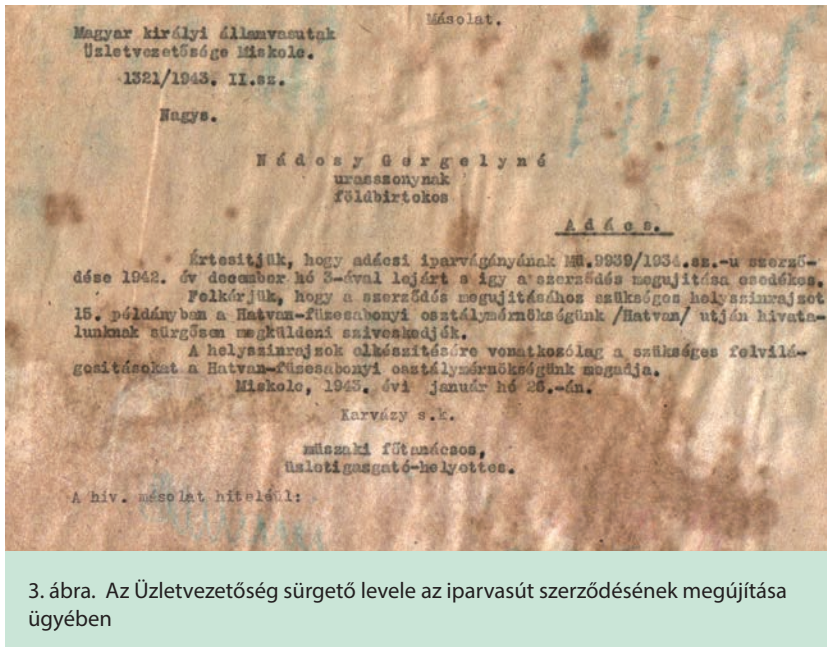 Másolat.
Magyar királyi államvasutak
Üzletvezetősége Miskolc.
1321/1943. II.sz.
Nagys.
Nádosy Gergelyné
urasszonynak
földbirtokos
Adács.
Értesitjük, hogy adácsi iparvágányának Mü.9939/1934.sz.-u szerző-
dése 1942. év december hó 3-ával lejárt s igy a szerződés megujitása esedékes.
Felkérjük, hogy a szerződés megujitásához szükséges helyszinrajzot
15. példányban a Hatvan-füzesabonyi osztálymérnökségünk /Hatvan/ utján hivata-
lunknak sürgősen megküldeni sziveskedjék.
A helyszinrajzok elkészitésére vonatkozólag a szükséges felvilá-
gositásokat a Hatvan-füzesabonyi osztálymérnökségünk megadja.
Miskolc, 1943. évi január hó 26.-án.
Karvázy s.k.
müszaki főtanácsos,
üzletigazgató-helyettes.
A hiv. másolat hiteléül:
3. ábra. Az Üzletvezetőség sürgető levele az iparvasút szerződésének megújítása
ügyében